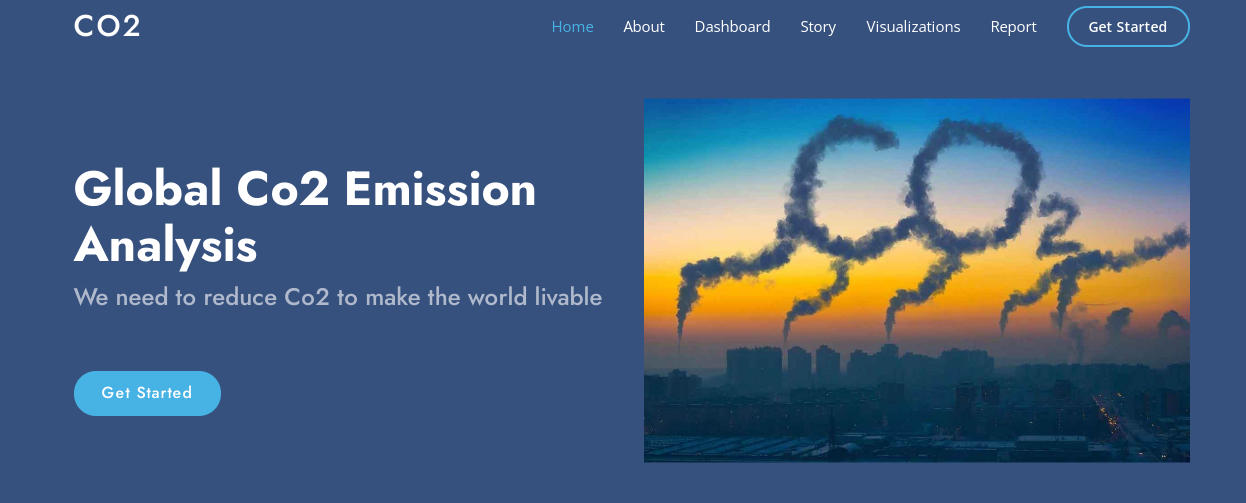 CO2
Home About Dashboard Story Visualizations Report Get Started
Global Co2 Emission
Analysis
We need to reduce Co2 to make the world livable
Get Started
CO2